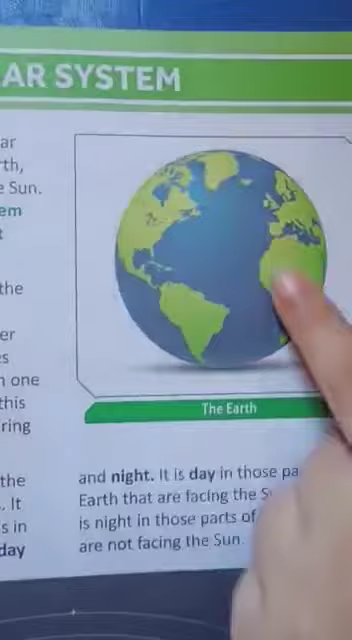 AR SYSTEM
ar
rth,
e Sun.
em
t
the
er
es
n one
this
ring
the
. It
s in
day
The Earth
and night. It is day in those pa
Earth that are facing the S
is night in those parts of
are not facing the Sun.